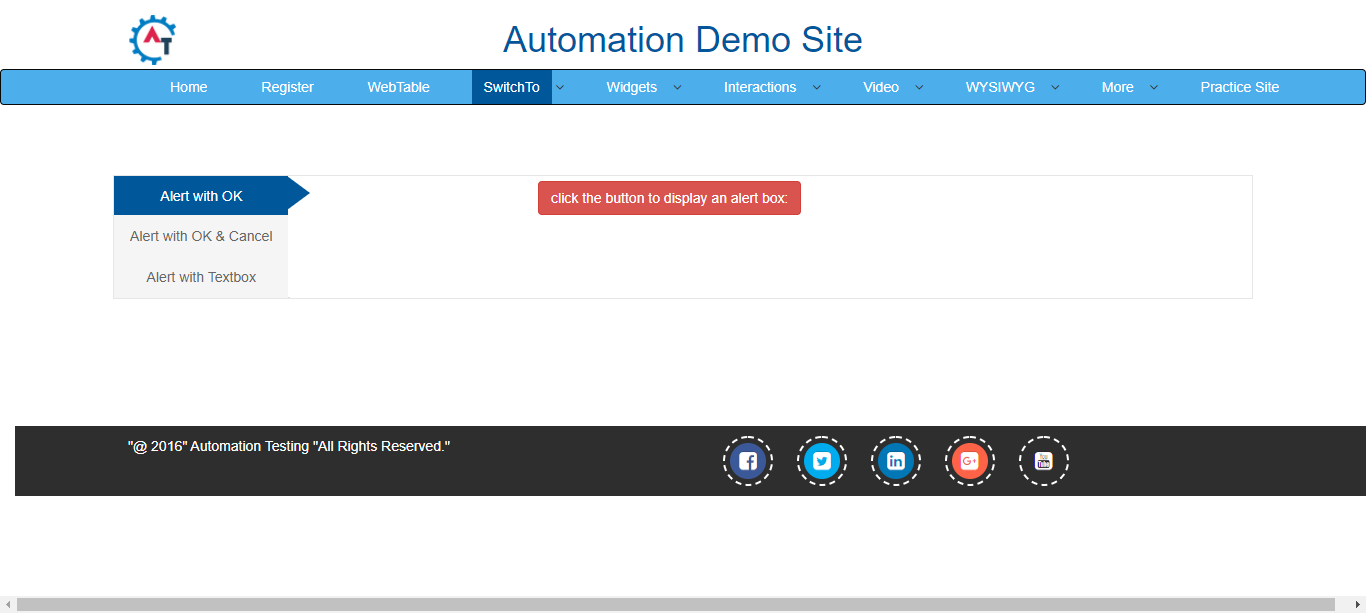 AT
Automation Demo Site
Home Register WebTable SwitchTo Widgets Interactions Video WYSIWYG More Practice Site
Alert with OK
click the button to display an alert box:
Alert with OK & Cancel
Alert with Textbox
"@ 2016" Automation Testing "All Rights Reserved."
f in G+ You Tube